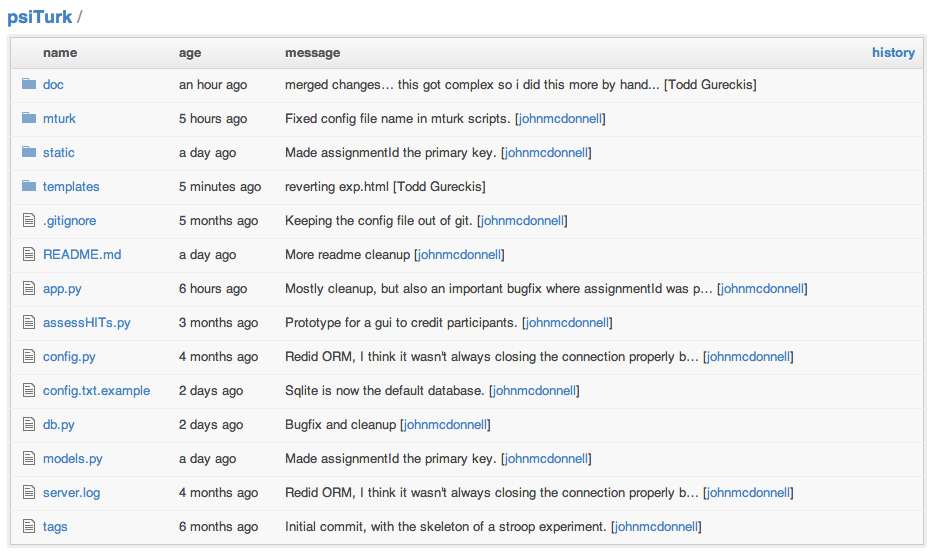 psiTurk /
name age message history
doc an hour ago merged changes... this got complex so i did this more by hand... [Todd Gureckis]
mturk 5 hours ago Fixed config file name in mturk scripts. [johnmcdonnell]
static a day ago Made assignmentId the primary key. [johnmcdonnell]
templates 5 minutes ago reverting exp.html [Todd Gureckis]
.gitignore 5 months ago Keeping the config file out of git. [johnmcdonnell]
README.md a day ago More readme cleanup [johnmcdonnell]
app.py 6 hours ago Mostly cleanup, but also an important bugfix where assignmentId was p… [johnmcdonnell]
assessHITs.py 3 months ago Prototype for a gui to credit participants. [johnmcdonnell]
config.py 4 months ago Redid ORM, I think it wasn't always closing the connection properly b… [johnmcdonnell]
config.txt.example 2 days ago Sqlite is now the default database. [johnmcdonnell]
db.py 2 days ago Bugfix and cleanup [johnmcdonnell]
models.py a day ago Made assignmentId the primary key. [johnmcdonnell]
server.log 4 months ago Redid ORM, I think it wasn't always closing the connection properly b… [johnmcdonnell]
tags 6 months ago Initial commit, with the skeleton of a stroop experiment. [johnmcdonnell]